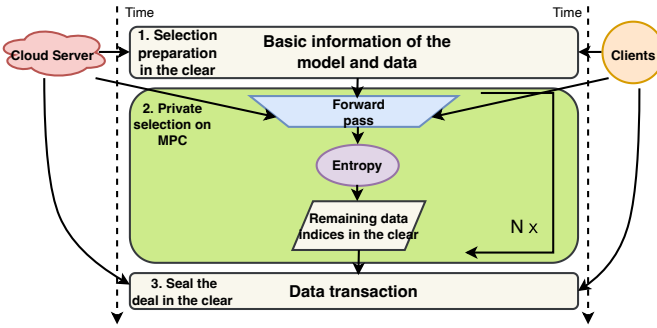 Time
Time
Cloud Server
1. Selection
preparation
in the clear
Basic information of the
model and data
Clients
2. Private
selection on
MPC
Forward
pass
Entropy
Remaining data
indices in the clear
N x
3. Seal the
deal in the clear
Data transaction